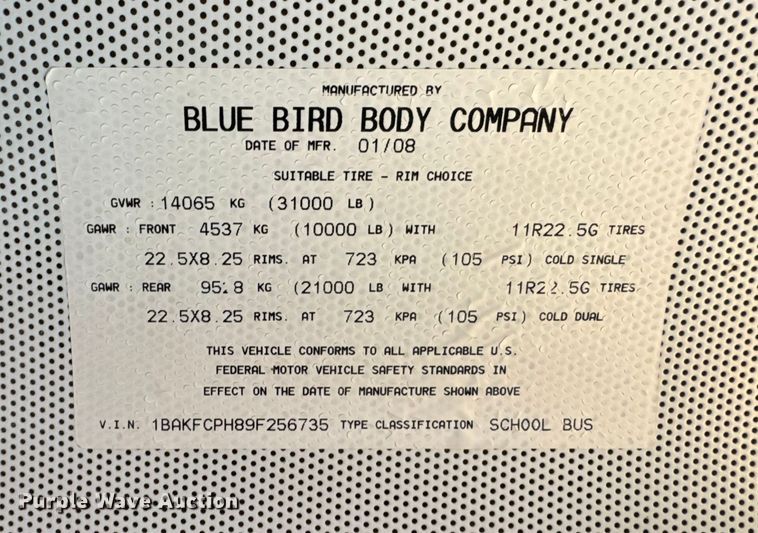 MANUFACTURED BY
BLUE BIRD BODY COMPANY
DATE OF MFR. 01/08
SUITABLE TIRE - RIM CHOICE
GVWR : 14065 KG (31000 LB)
GAWR : FRONT 4537 KG (10000 LB) WITH 11R22.5G TIRES
22.5X8.25 RIMS. AT 723 KPA (105 PSI) COLD SINGLE
GAWR : REAR 9528 KG (21000 LB WITH 11R22.5G TIRES
22.5X8.25 RIMS. AT 723 KPA (105 PSI) COLD DUAL
THIS VEHICLE CONFORMS TO ALL APPLICABLE U.S.
FEDERAL MOTOR VEHICLE SAFETY STANDARDS IN
EFFECT ON THE DATE OF MANUFACTURE SHOWN ABOVE
V.I.N. 1BAKFCPH89F256735 TYPE CLASSIFICATION SCHOOL BUS
Purple Wave Auction